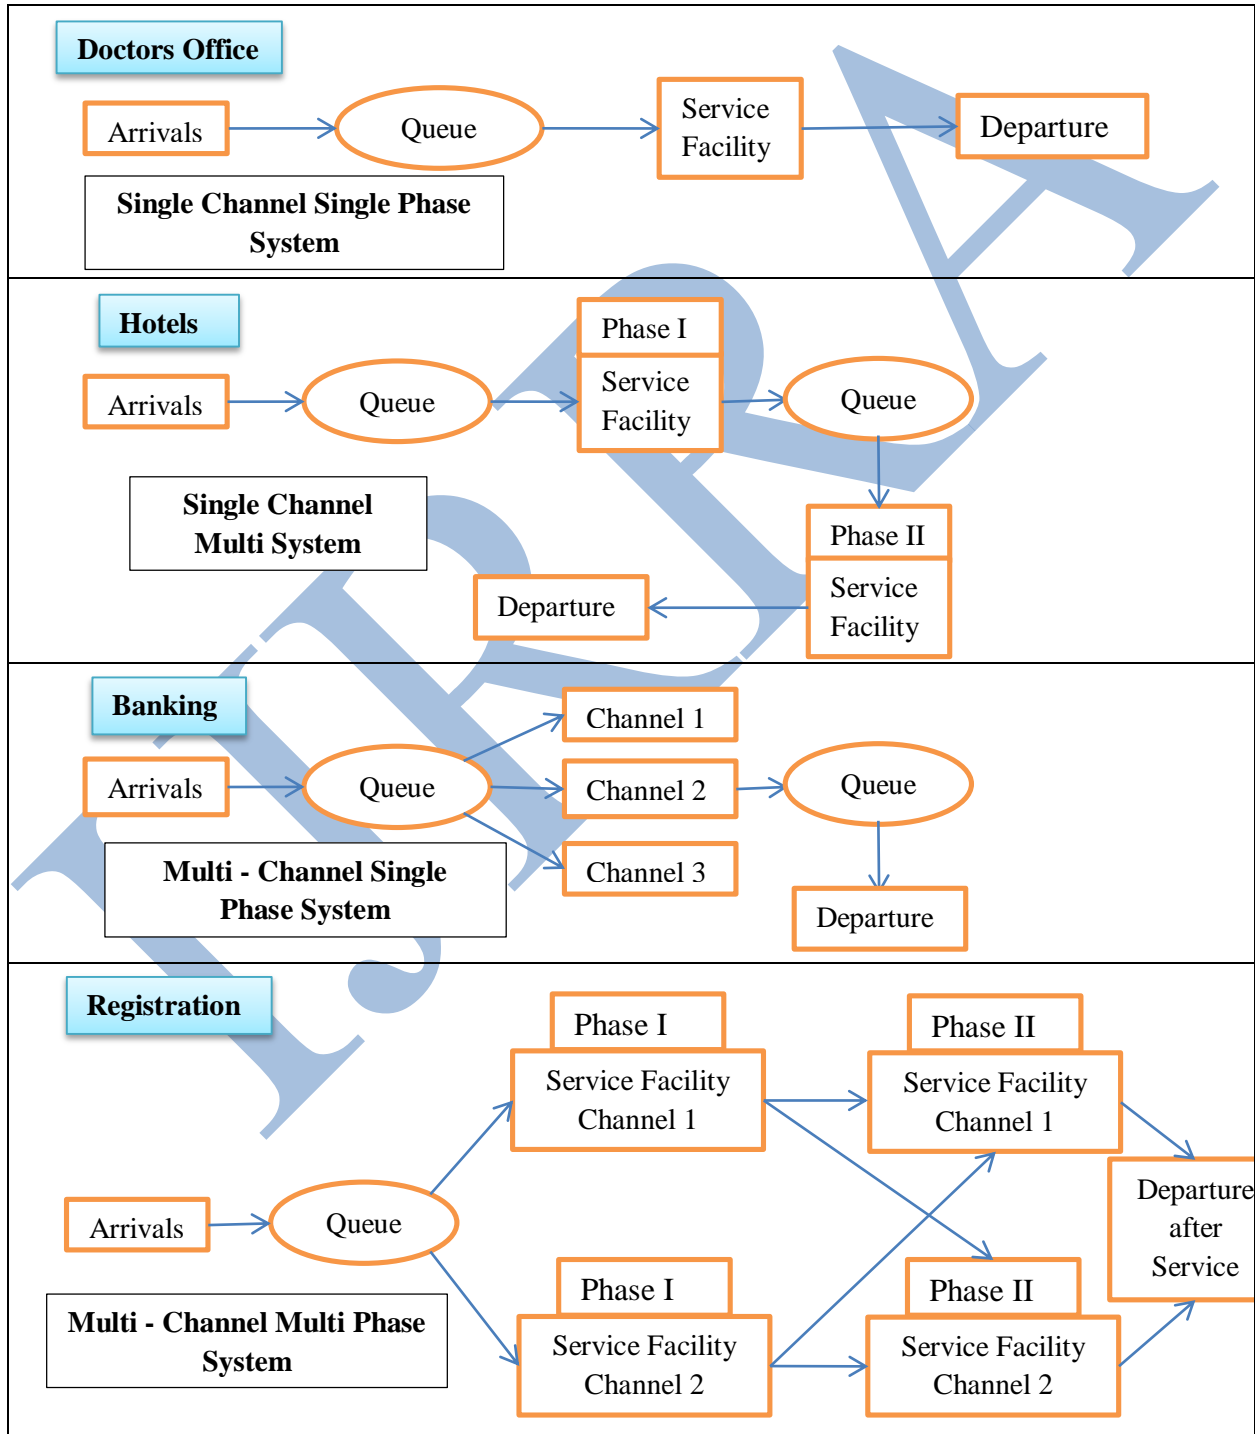 Doctors Office
Arrivals
Queue
Service
Facility
Departure
Single Channel Single Phase
System
Hotels
Arrivals
Queue
Phase I
Service
Facility
Queue
Single Channel
Multi System
Phase II
Service
Facility
Departure
Banking
Arrivals
Queue
Channel 1
Channel 2
Channel 3
Queue
Departure
Multi - Channel Single
Phase System
Registration
Phase I
Service Facility
Channel 1
Phase II
Service Facility
Channel 1
Arrivals
Queue
Departure
after
Service
Phase I
Service Facility
Channel 2
Phase II
Service Facility
Channel 2
Multi - Channel Multi Phase
System
IJRRA